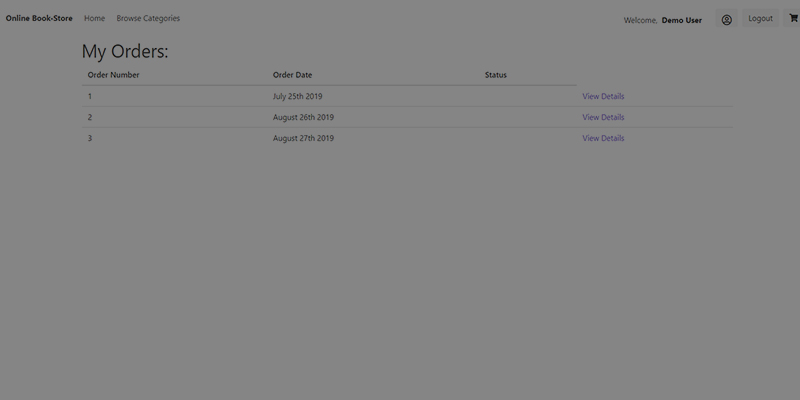 Online Book-Store Home Browse Categories Welcome, Demo User Logout
My Orders:
Order Number Order Date Status
1 July 25th 2019 View Details
2 August 26th 2019 View Details
3 August 27th 2019 View Details